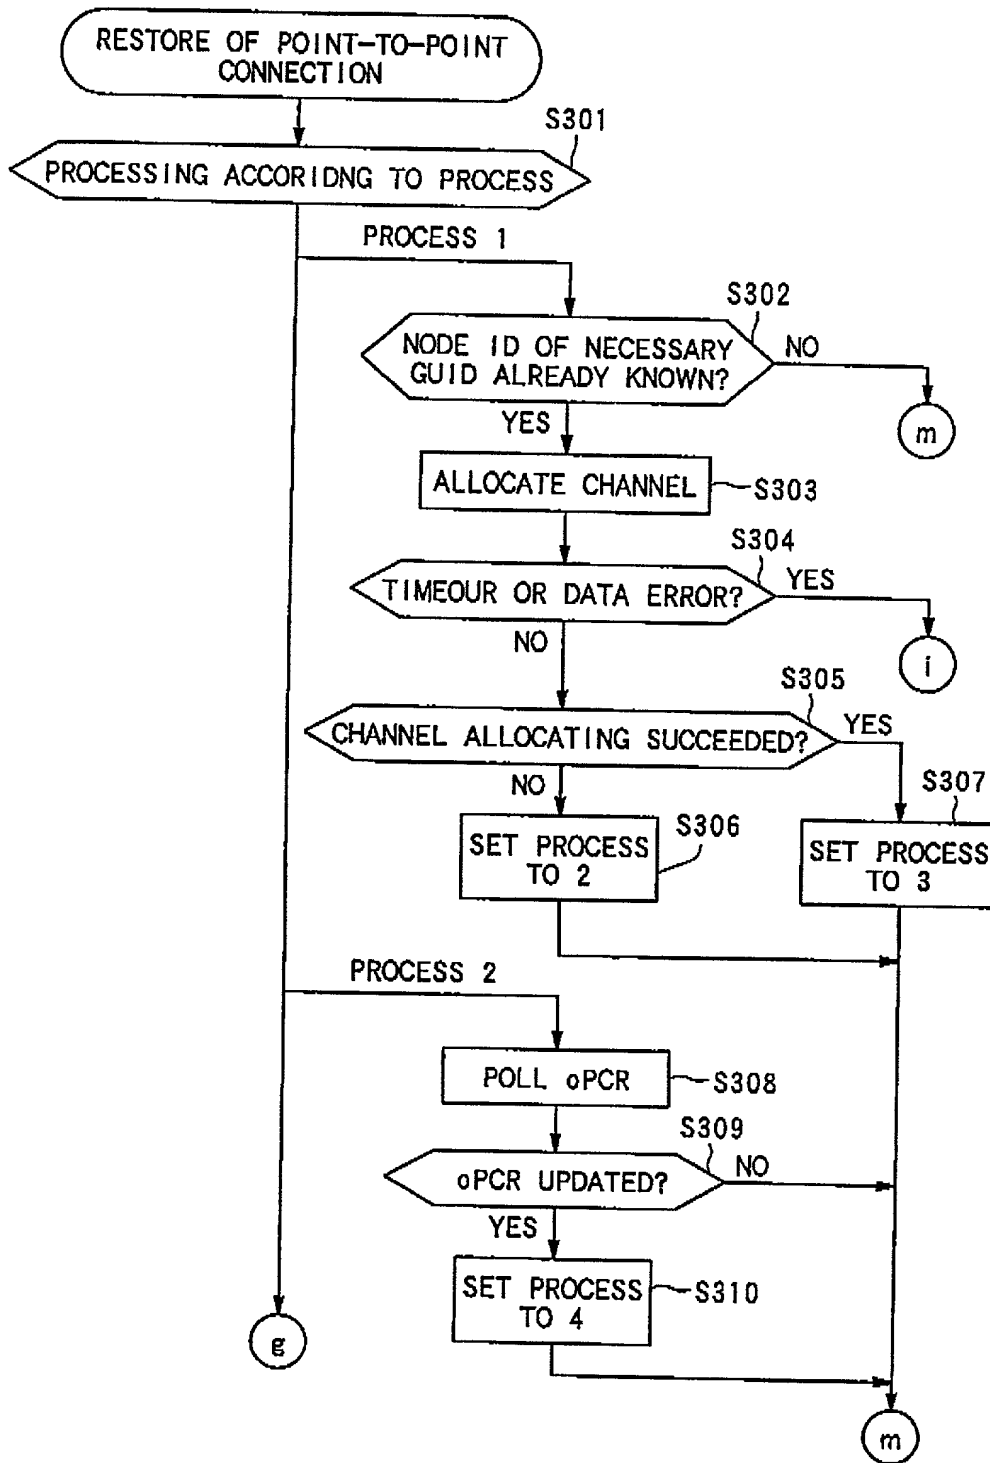 RESTORE OF POINT-TO-POINT
CONNECTION
S301
PROCESSING ACCORIDNG TO PROCESS
PROCESS 1
S302
NODE ID OF NECESSARY
GUID ALREADY KNOWN?
NO
m
YES
ALLOCATE CHANNEL
S303
S304
TIMEOUR OR DATA ERROR?
YES
i
NO
S305
CHANNEL ALLOCATING SUCCEEDED?
YES
NO
S306
S307
SET PROCESS
TO 2
SET PROCESS
TO 3
PROCESS 2
POLL oPCR
S308
S309
oPCR UPDATED?
NO
YES
SET PROCESS
TO 4
S310
g
m